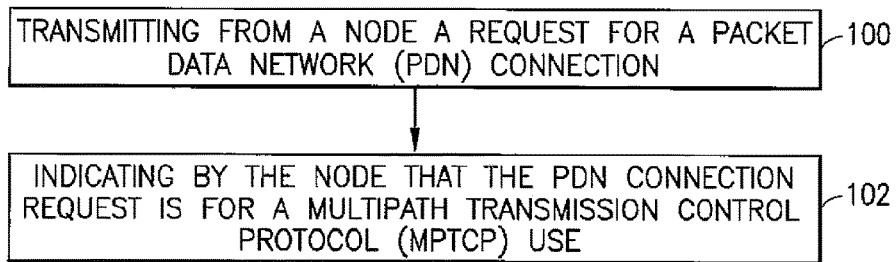 TRANSMITTING FROM A NODE A REQUEST FOR A PACKET
DATA NETWORK (PDN) CONNECTION
100
INDICATING BY THE NODE THAT THE PDN CONNECTION
REQUEST IS FOR A MULTIPATH TRANSMISSION CONTROL
PROTOCOL (MPTCP) USE
102